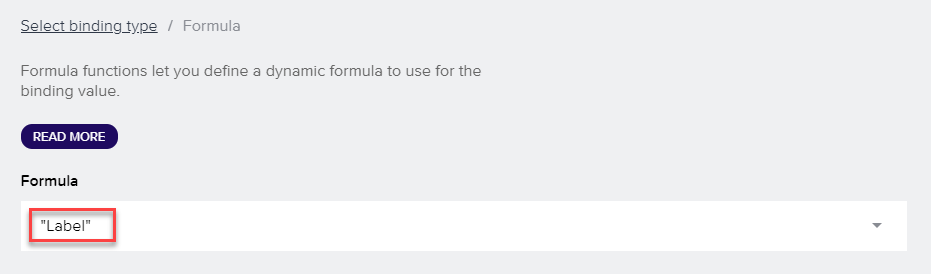 Select binding type / Formula
Formula functions let you define a dynamic formula to use for the
binding value.
READ MORE
Formula
"Label"